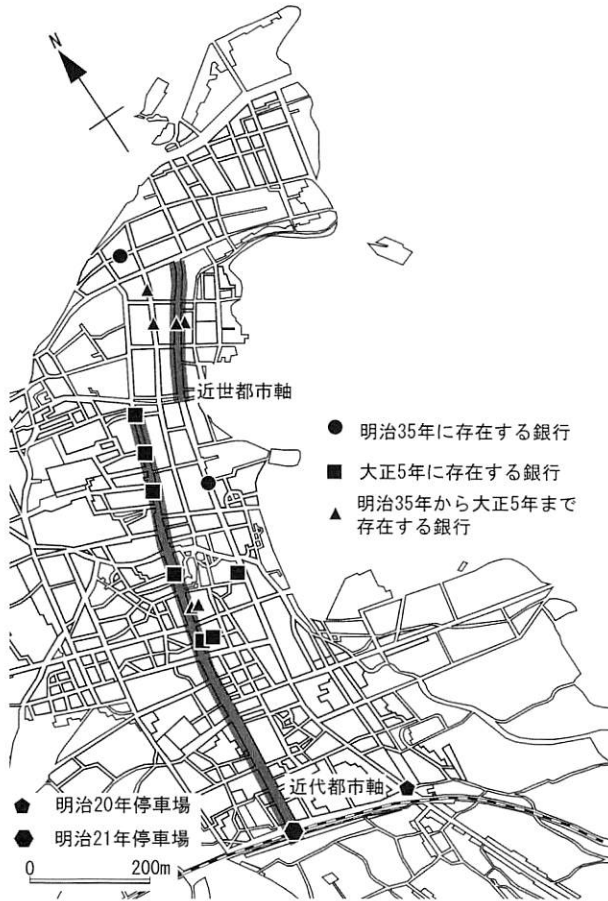 N
近世都市軸
明治35年に存在する銀行
大正5年に存在する銀行
明治35年から大正5年まで
存在する銀行
近代都市軸
明治20年停車場
明治21年停車場
0
200m